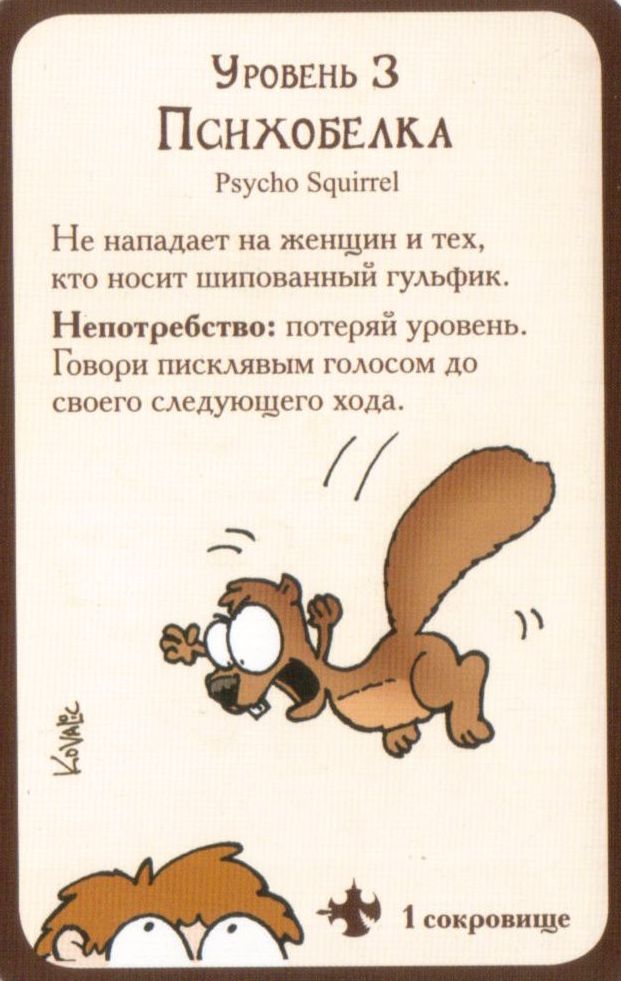 Уровень 3
Психобелка
Psycho Squirrel
Не нападает на женщин и тех,
кто носит шипованный гульфик.
Непотребство: потеряй уровень.
Говори писклявым голосом до
своего следующего хода.
Kovalic
1 сокровище